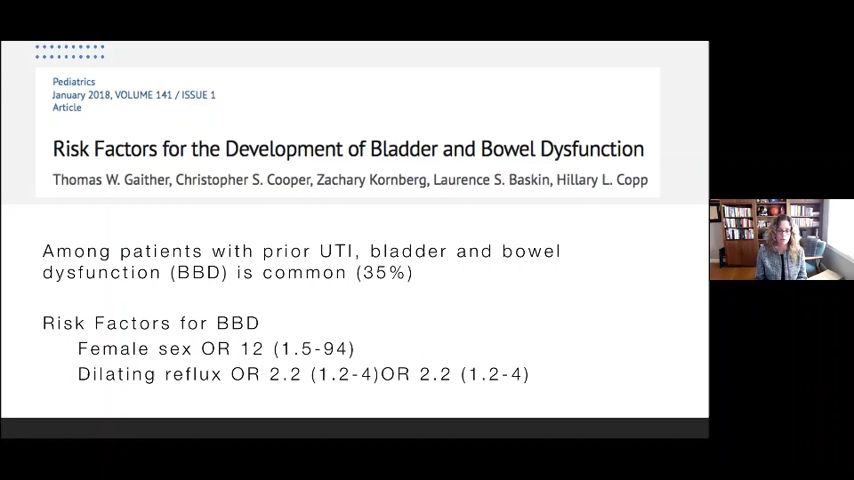 Pediatrics
January 2018, VOLUME 141 / ISSUE 1
Article
Risk Factors for the Development of Bladder and Bowel Dysfunction
Thomas W. Gaither, Christopher S. Cooper, Zachary Kornberg, Laurence S. Baskin, Hillary L. Copp
Among patients with prior UTI, bladder and bowel
dysfunction (BBD) is common (35%)
Risk Factors for BBD
Female sex OR 12 (1.5-94)
Dilating reflux OR 2.2 (1.2-4)OR 2.2 (1.2-4)